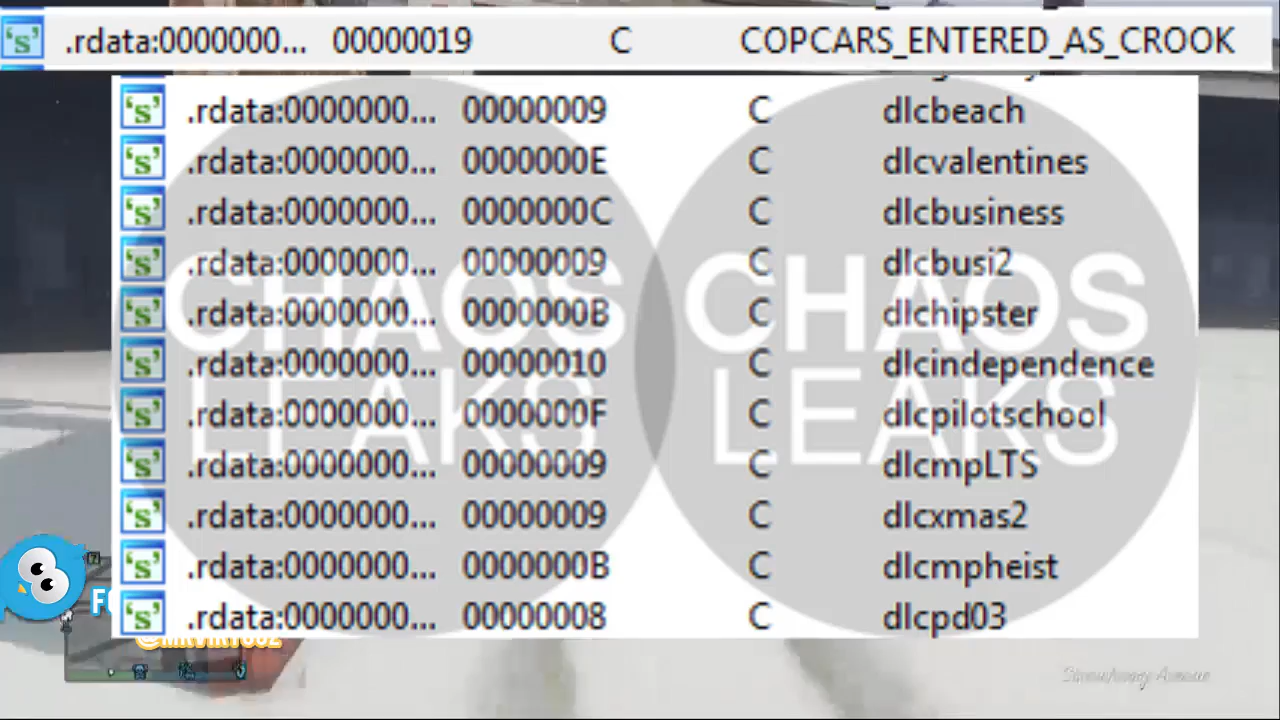 's' .rdata:0000000... 00000019 C COPCARS_ENTERED_AS_CROOK
's' .rdata:0000000... 00000009 C dlcbeach
's' .rdata:0000000... 0000000E C dlcvalentines
's' .rdata:0000000... 0000000C C dlcbusiness
's' .rdata:0000000... 00000009 C dlcbusi2
's' .rdata:0000000... 0000000B C dlchipster
's' .rdata:0000000... 00000010 C dlcindependence
's' .rdata:0000000... 0000000F C dlcpilotschool
's' .rdata:0000000... 00000009 C dlcmpLTS
's' .rdata:0000000... 00000009 C dlcxmas2
's' .rdata:0000000... 0000000B C dlcmpheist
's' .rdata:0000000... 00000008 C dlcpd03
CHAOS LEAKS
CHAOS LEAKS
Strawberry Avenue